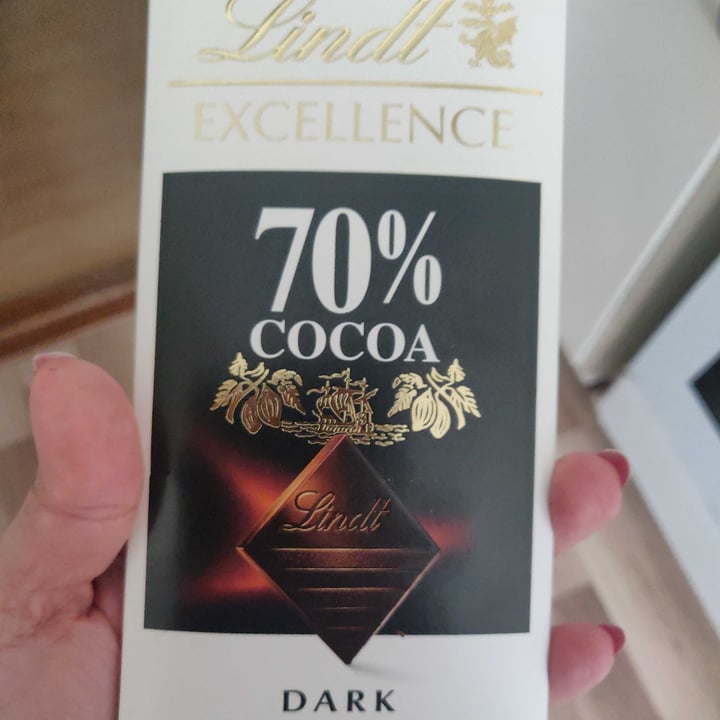 Lindt
EXCELLENCE
70%
COCOA
Lindt
DARK